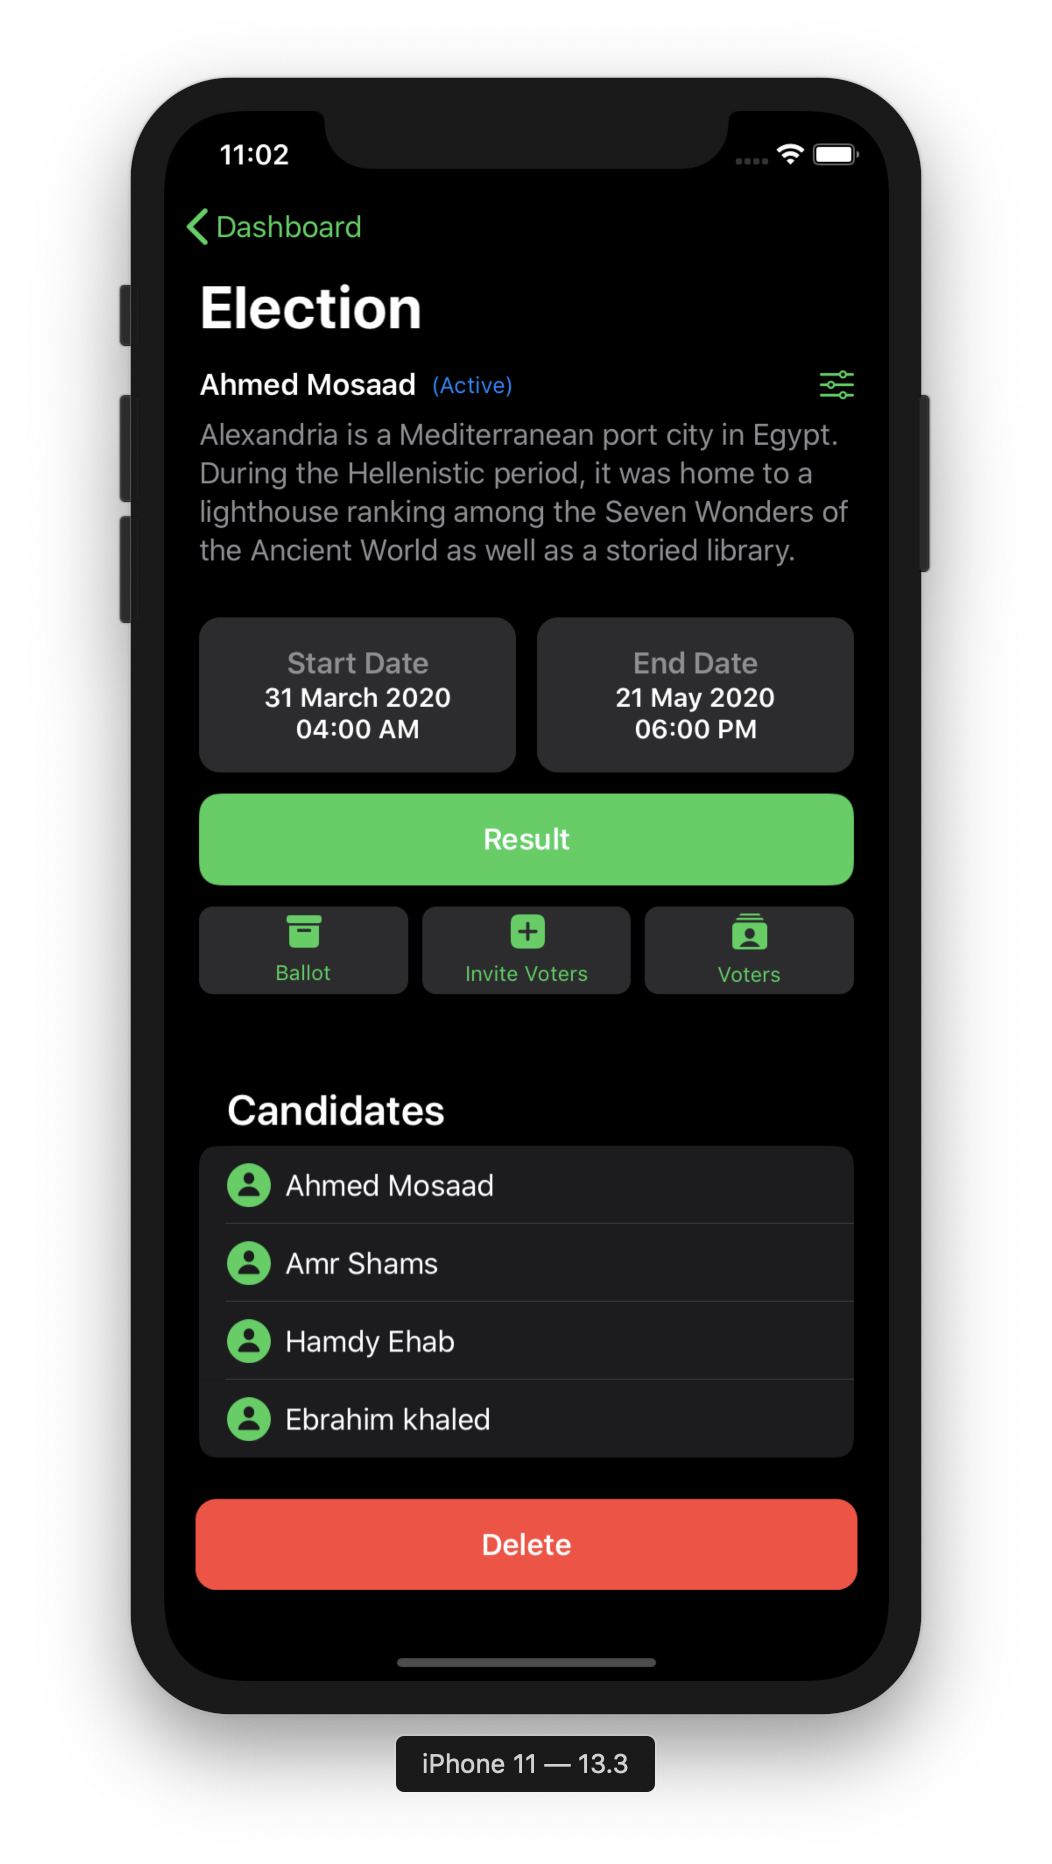 11:02
Dashboard
Election
Ahmed Mosaad (Active)
Alexandria is a Mediterranean port city in Egypt.
During the Hellenistic period, it was home to a
lighthouse ranking among the Seven Wonders of
the Ancient World as well as a storied library.
Start Date
31 March 2020
04:00 AM
End Date
21 May 2020
06:00 PM
Result
Ballot
Invite Voters
Voters
Candidates
Ahmed Mosaad
Amr Shams
Hamdy Ehab
Ebrahim khaled
Delete
iPhone 11 — 13.3